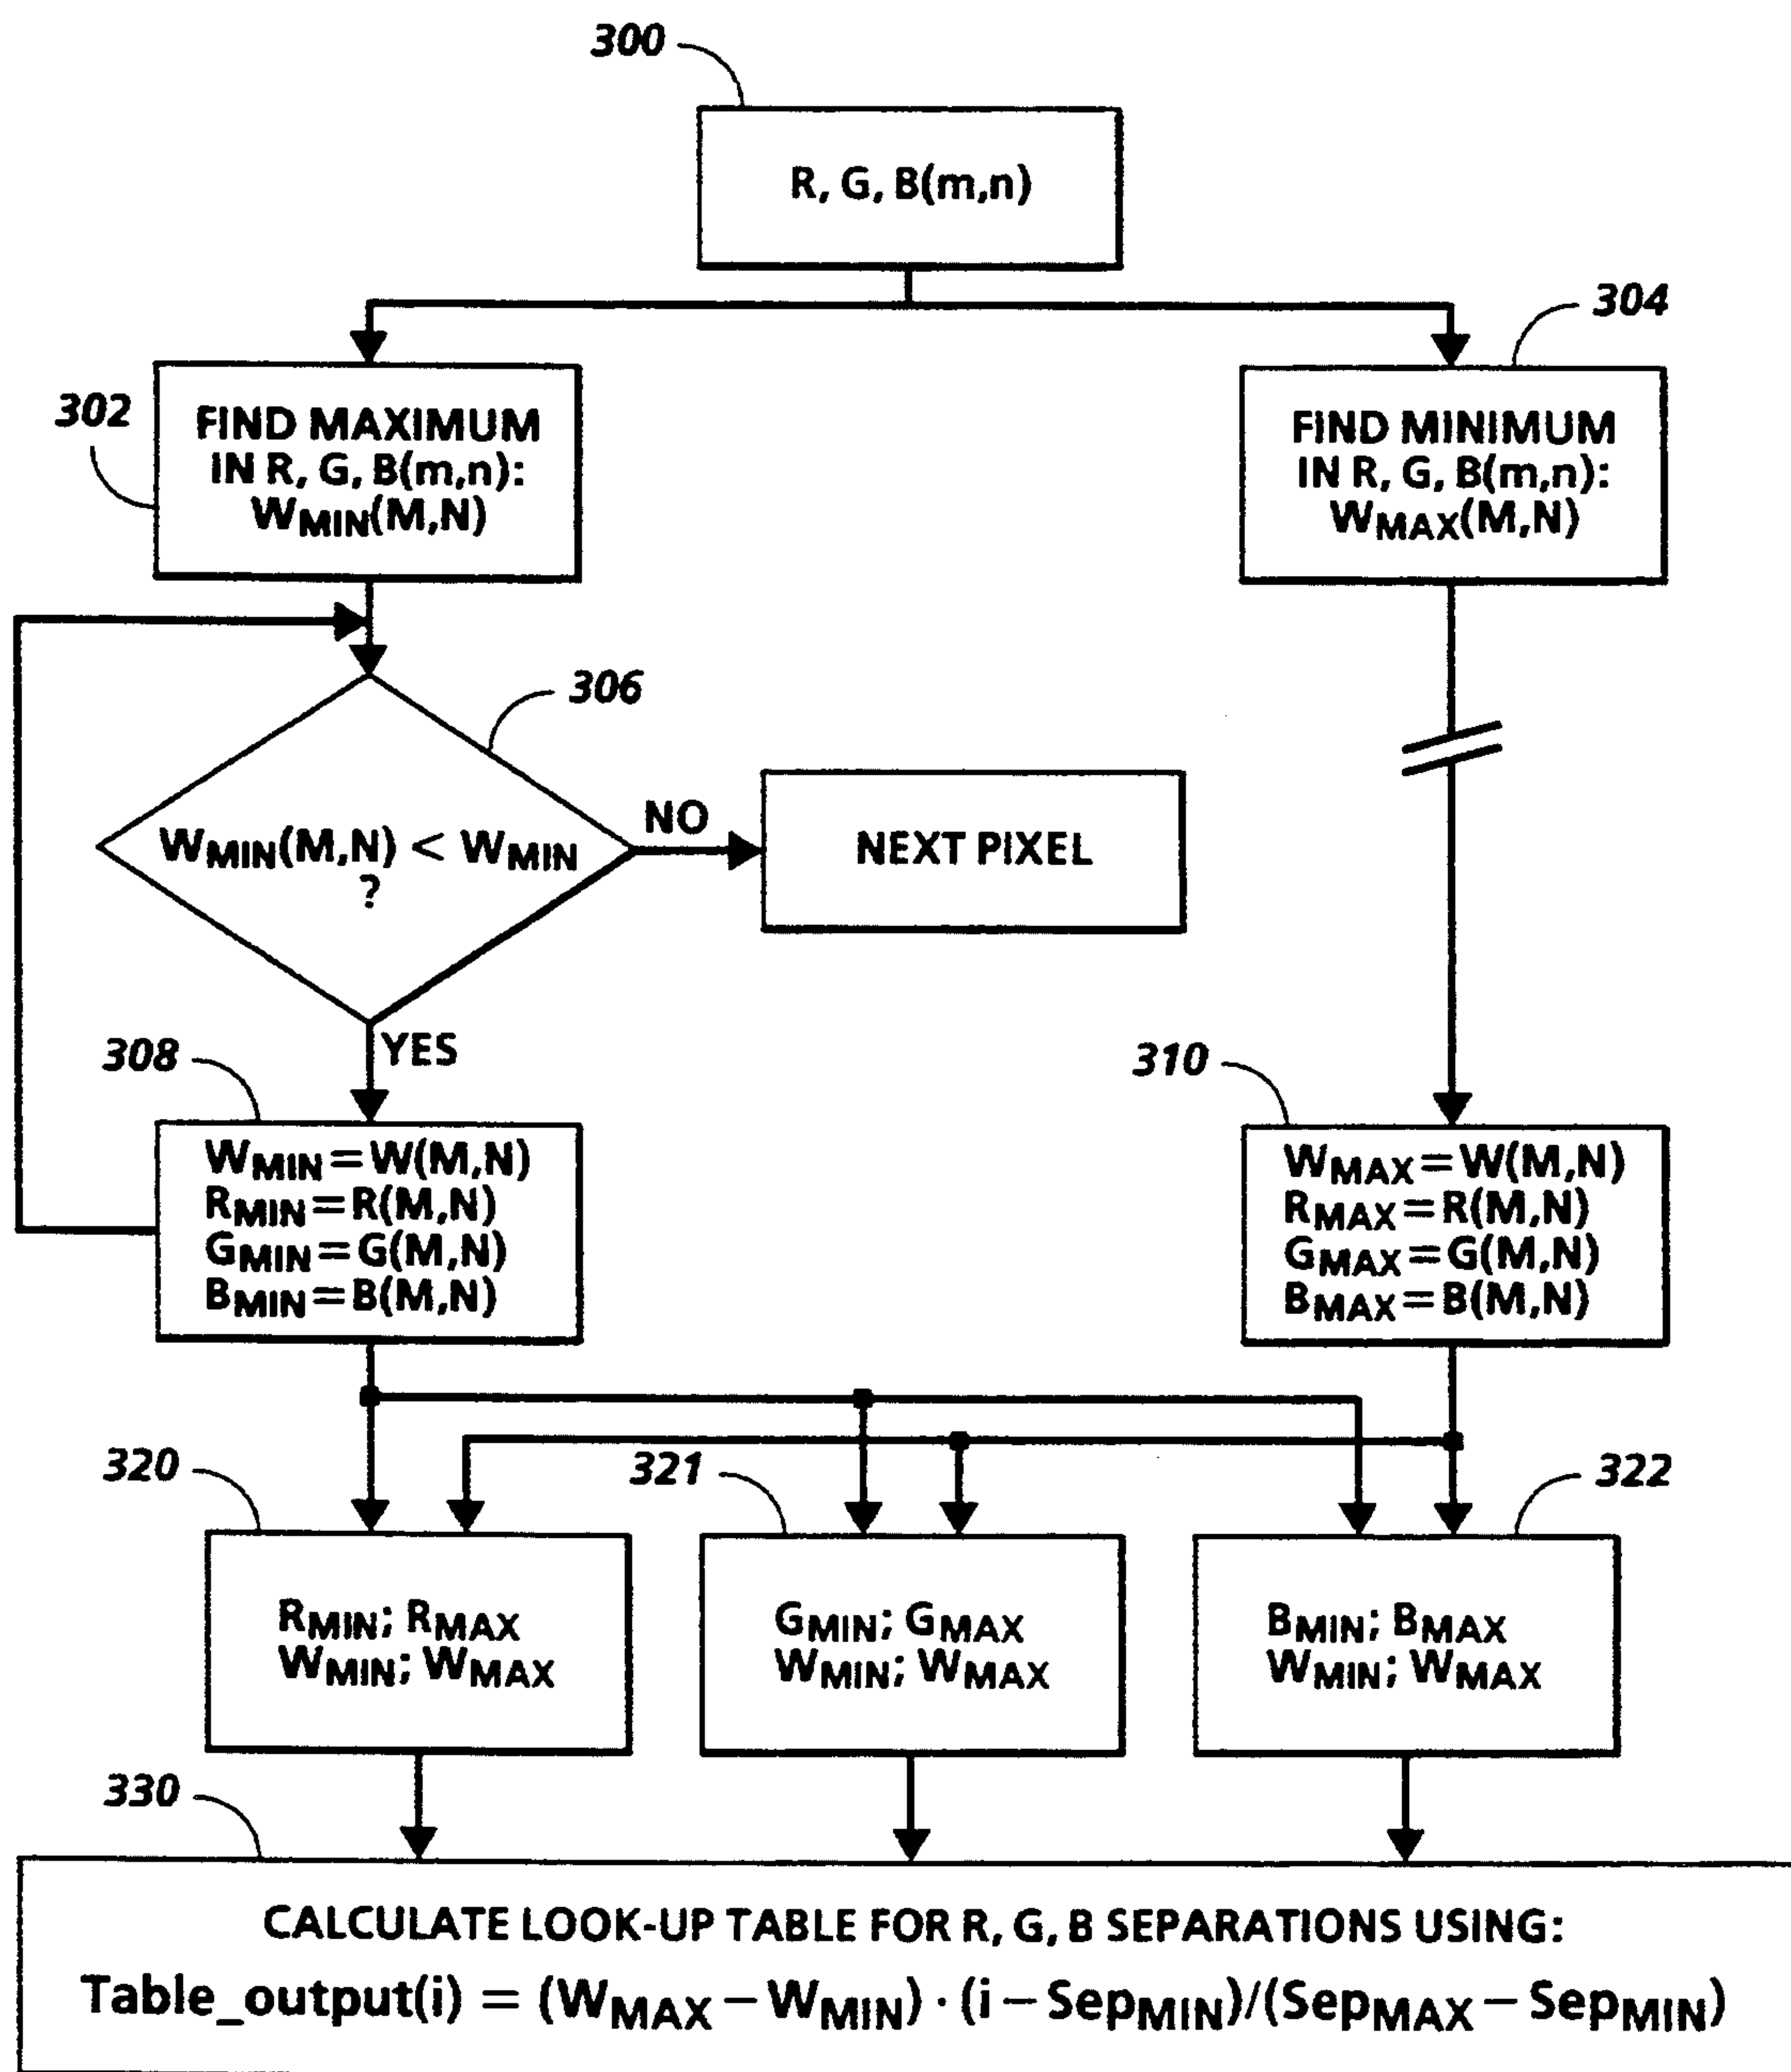 300
R, G, B(m,n)
304
302
FIND MAXIMUM
IN R, G, B(m,n):
WMIN(M,N)
FIND MINIMUM
IN R, G, B(m,n):
WMAX(M,N)
306
WMIN(M,N) < WMIN
?
NO
NEXT PIXEL
YES
308
WMIN=W(M,N)
RMIN=R(M,N)
GMIN=G(M,N)
BMIN=B(M,N)
310
WMAX=W(M,N)
RMAX=R(M,N)
GMAX=G(M,N)
BMAX=B(M,N)
320
RMIN; RMAX
WMIN; WMAX
321
GMIN; GMAX
WMIN; WMAX
322
BMIN; BMAX
WMIN; WMAX
330
CALCULATE LOOK-UP TABLE FOR R, G, B SEPARATIONS USING:
Table_output(i) = (WMAX – WMIN) · (i – SepMIN)/(SepMAX – SepMIN)